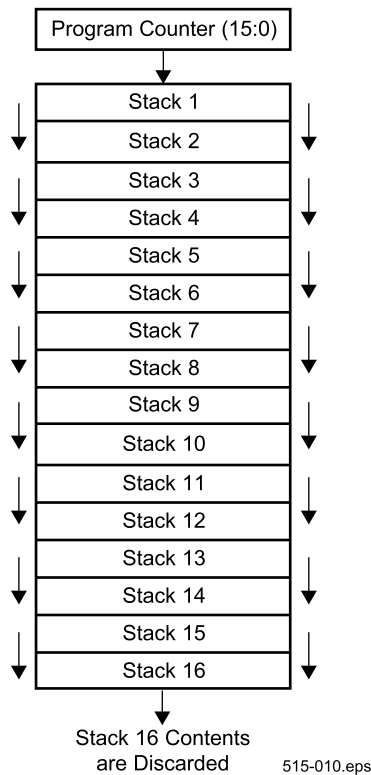 Program Counter (15:0)
Stack 1
Stack 2
Stack 3
Stack 4
Stack 5
Stack 6
Stack 7
Stack 8
Stack 9
Stack 10
Stack 11
Stack 12
Stack 13
Stack 14
Stack 15
Stack 16
Stack 16 Contents
are Discarded
515-010.eps